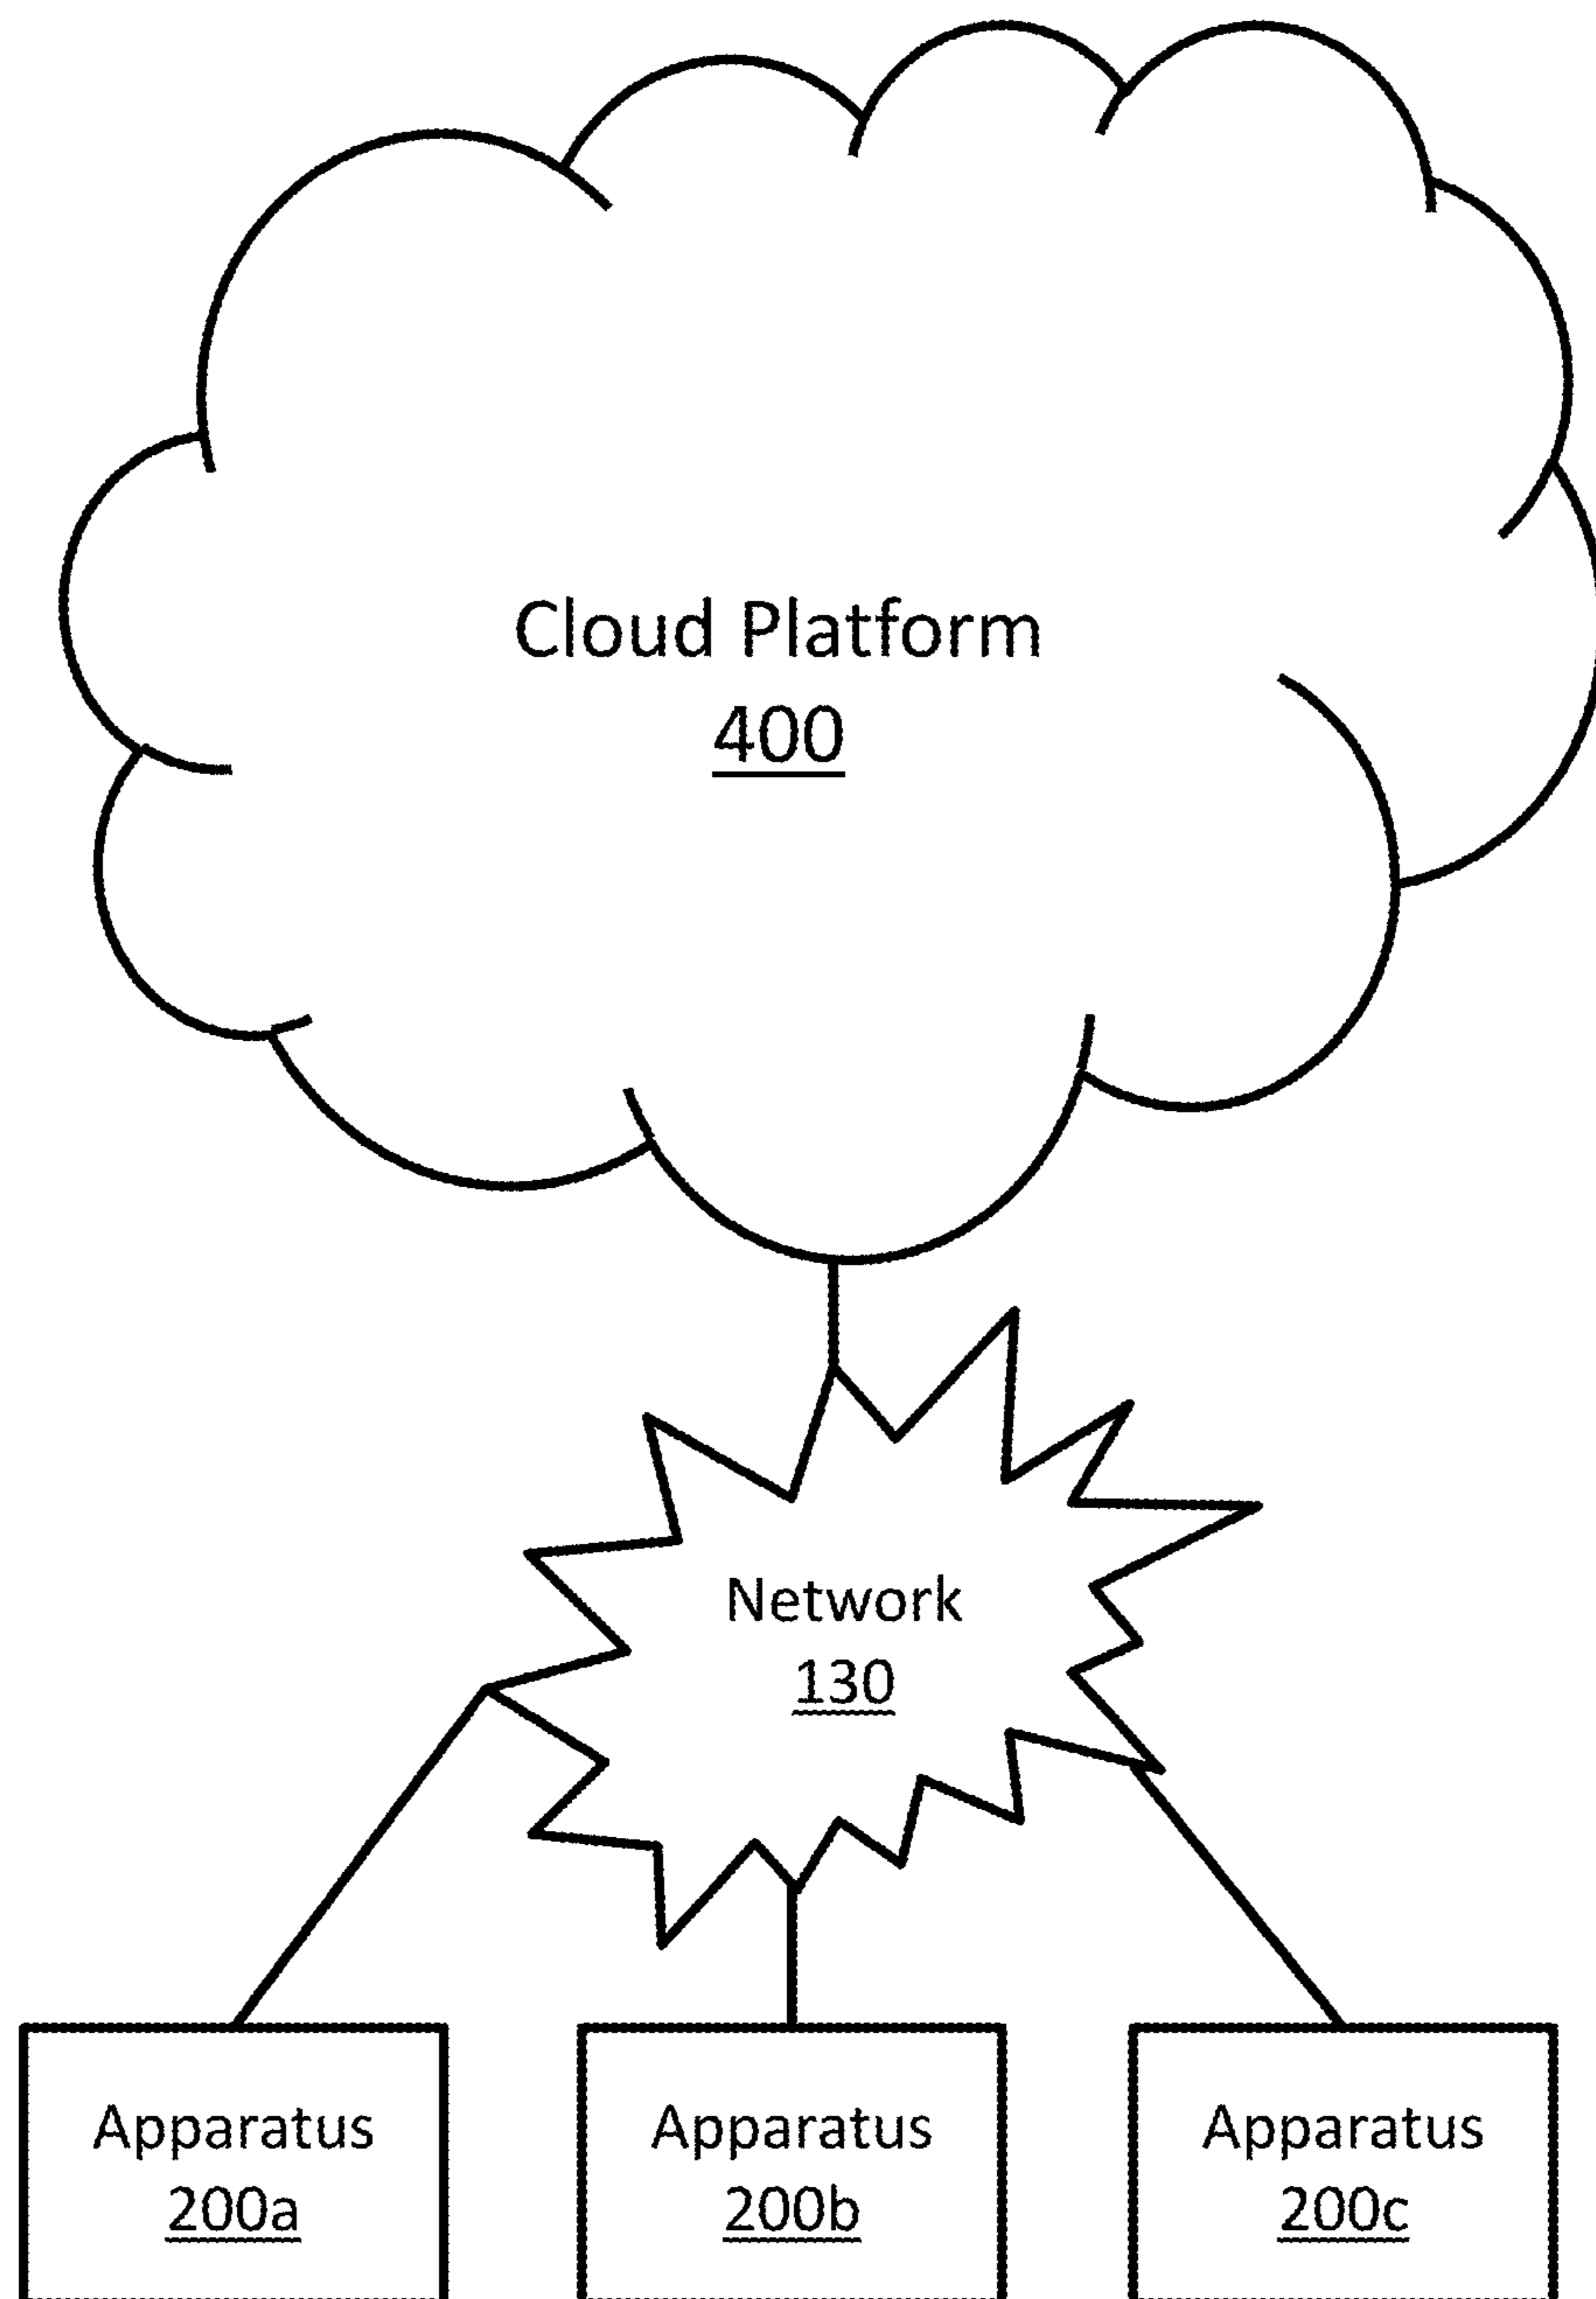 Cloud Platform
400
Network
130
Apparatus
200a
Apparatus
200b
Apparatus
200c